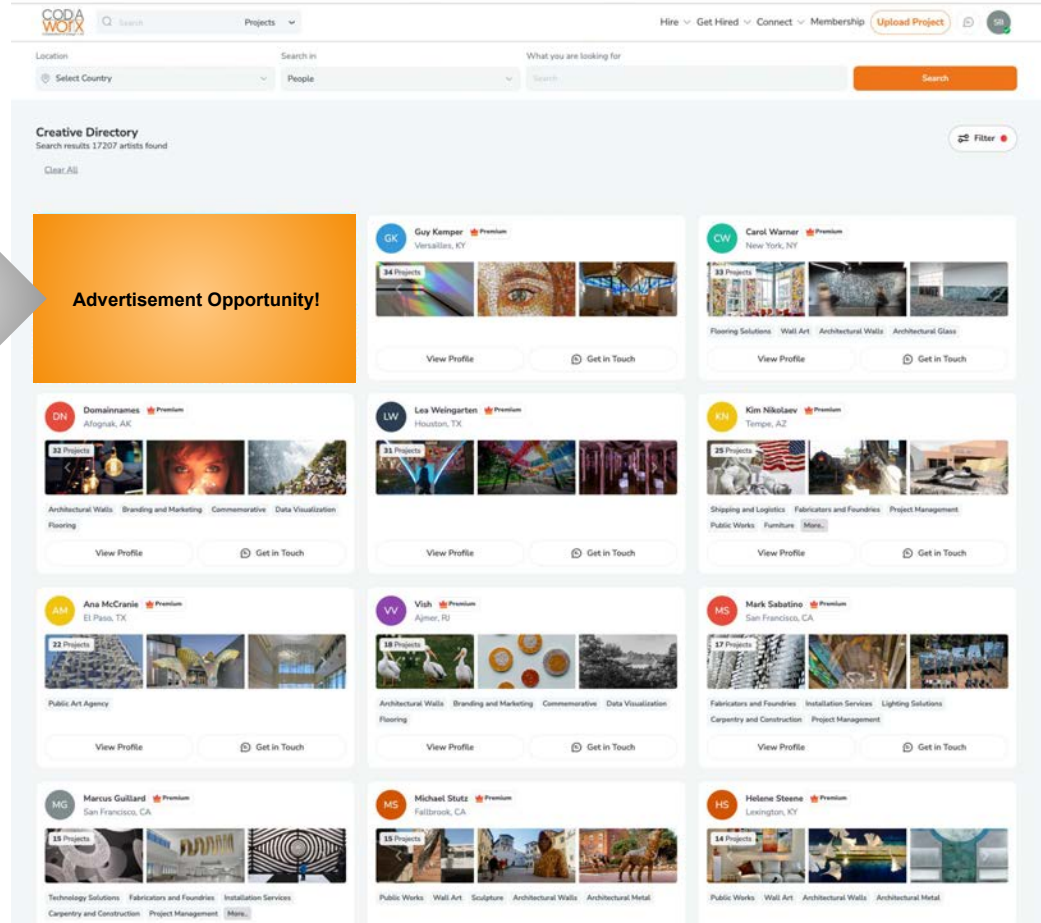 CODA
WORX
Search
Projects
Hire Get Hired Connect Membership Upload Project SB
Location
Search in
What you are looking for
Select Country
People
Search
Search
Creative Directory
Search results 17207 artists found
Filter
Clear All
Advertisement Opportunity!
GK
Guy Kemper Premium
Versailles, KY
34 Projects
View Profile
Get in Touch
CW
Carol Warner Premium
New York, NY
33 Projects
Flooring Solutions Wall Art Architectural Walls Architectural Glass
View Profile
Get in Touch
DN
Domainnames Premium
Afognak, AK
32 Projects
Architectural Walls Branding and Marketing Commemorative Data Visualization
Flooring
View Profile
Get in Touch
LW
Lea Weingarten Premium
Houston, TX
31 Projects
View Profile
Get in Touch
KN
Kim Nikolaev Premium
Tempe, AZ
25 Projects
Shipping and Logistics Fabricators and Foundries Project Management
Public Works Furniture More..
View Profile
Get in Touch
AM
Ana McCranie Premium
El Paso, TX
22 Projects
Public Art Agency
View Profile
Get in Touch
VV
Vish Premium
Ajmer, RJ
18 Projects
Architectural Walls Branding and Marketing Commemorative Data Visualization
Flooring
View Profile
Get in Touch
MS
Mark Sabatino Premium
San Francisco, CA
17 Projects
Fabricators and Foundries Installation Services Lighting Solutions
Carpentry and Construction Project Management
View Profile
Get in Touch
MG
Marcus Guillard Premium
San Francisco, CA
15 Projects
Technology Solutions Fabricators and Foundries Installation Services
Carpentry and Construction Project Management More..
MS
Michael Stutz Premium
Fallbrook, CA
15 Projects
Public Works Wall Art Sculpture Architectural Walls Architectural Metal
HS
Helene Steene Premium
Lexington, KY
14 Projects
Public Works Wall Art Architectural Walls Architectural Metal